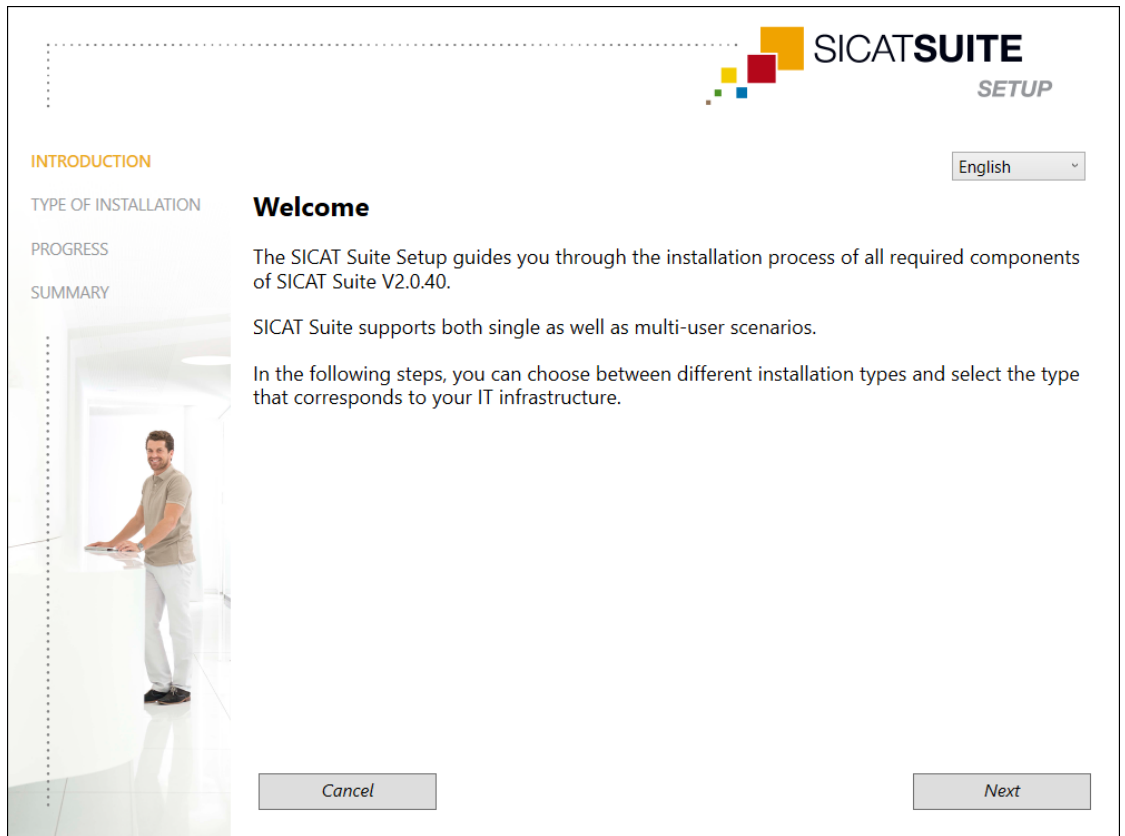 SICATSUITE
SETUP
INTRODUCTION
TYPE OF INSTALLATION
PROGRESS
SUMMARY
English
Welcome
The SICAT Suite Setup guides you through the installation process of all required components
of SICAT Suite V2.0.40.
SICAT Suite supports both single as well as multi-user scenarios.
In the following steps, you can choose between different installation types and select the type
that corresponds to your IT infrastructure.
Cancel
Next